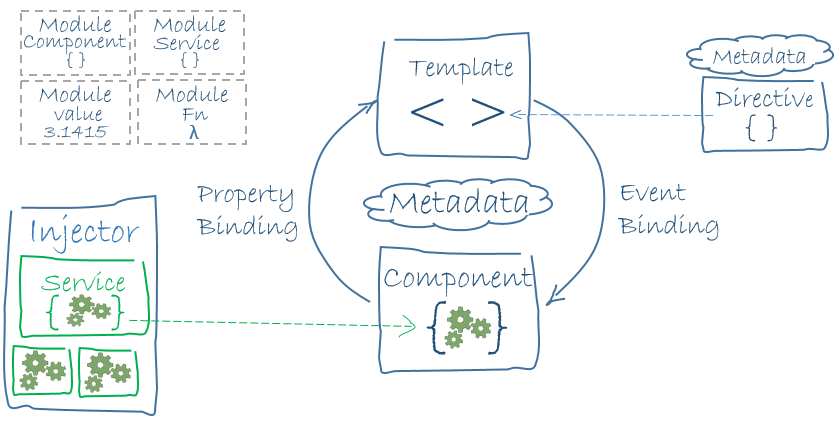 Module
Component
{ }
Module
Service
{ }
Module
value
3.1415
Module
Fn
λ
Template
< >
Metadata
Directive
{ }
Property
Binding
Metadata
Event
Binding
Injector
Service
{ }
Component
{ }